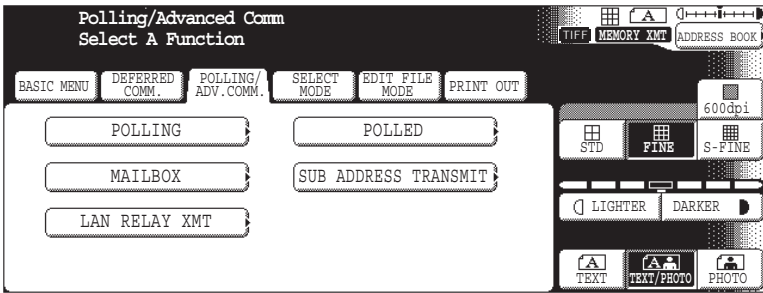 Polling/Advanced Comm
Select A Function
A
TIFF MEMORY XMT ADDRESS BOOK
BASIC MENU DEFERRED COMM. POLLING/ ADV.COMM. SELECT MODE EDIT FILE MODE PRINT OUT
600dpi
POLLING POLLED
STD FINE S-FINE
MAILBOX SUB ADDRESS TRANSMIT
LIGHTER DARKER
LAN RELAY XMT
A A
TEXT TEXT/PHOTO PHOTO